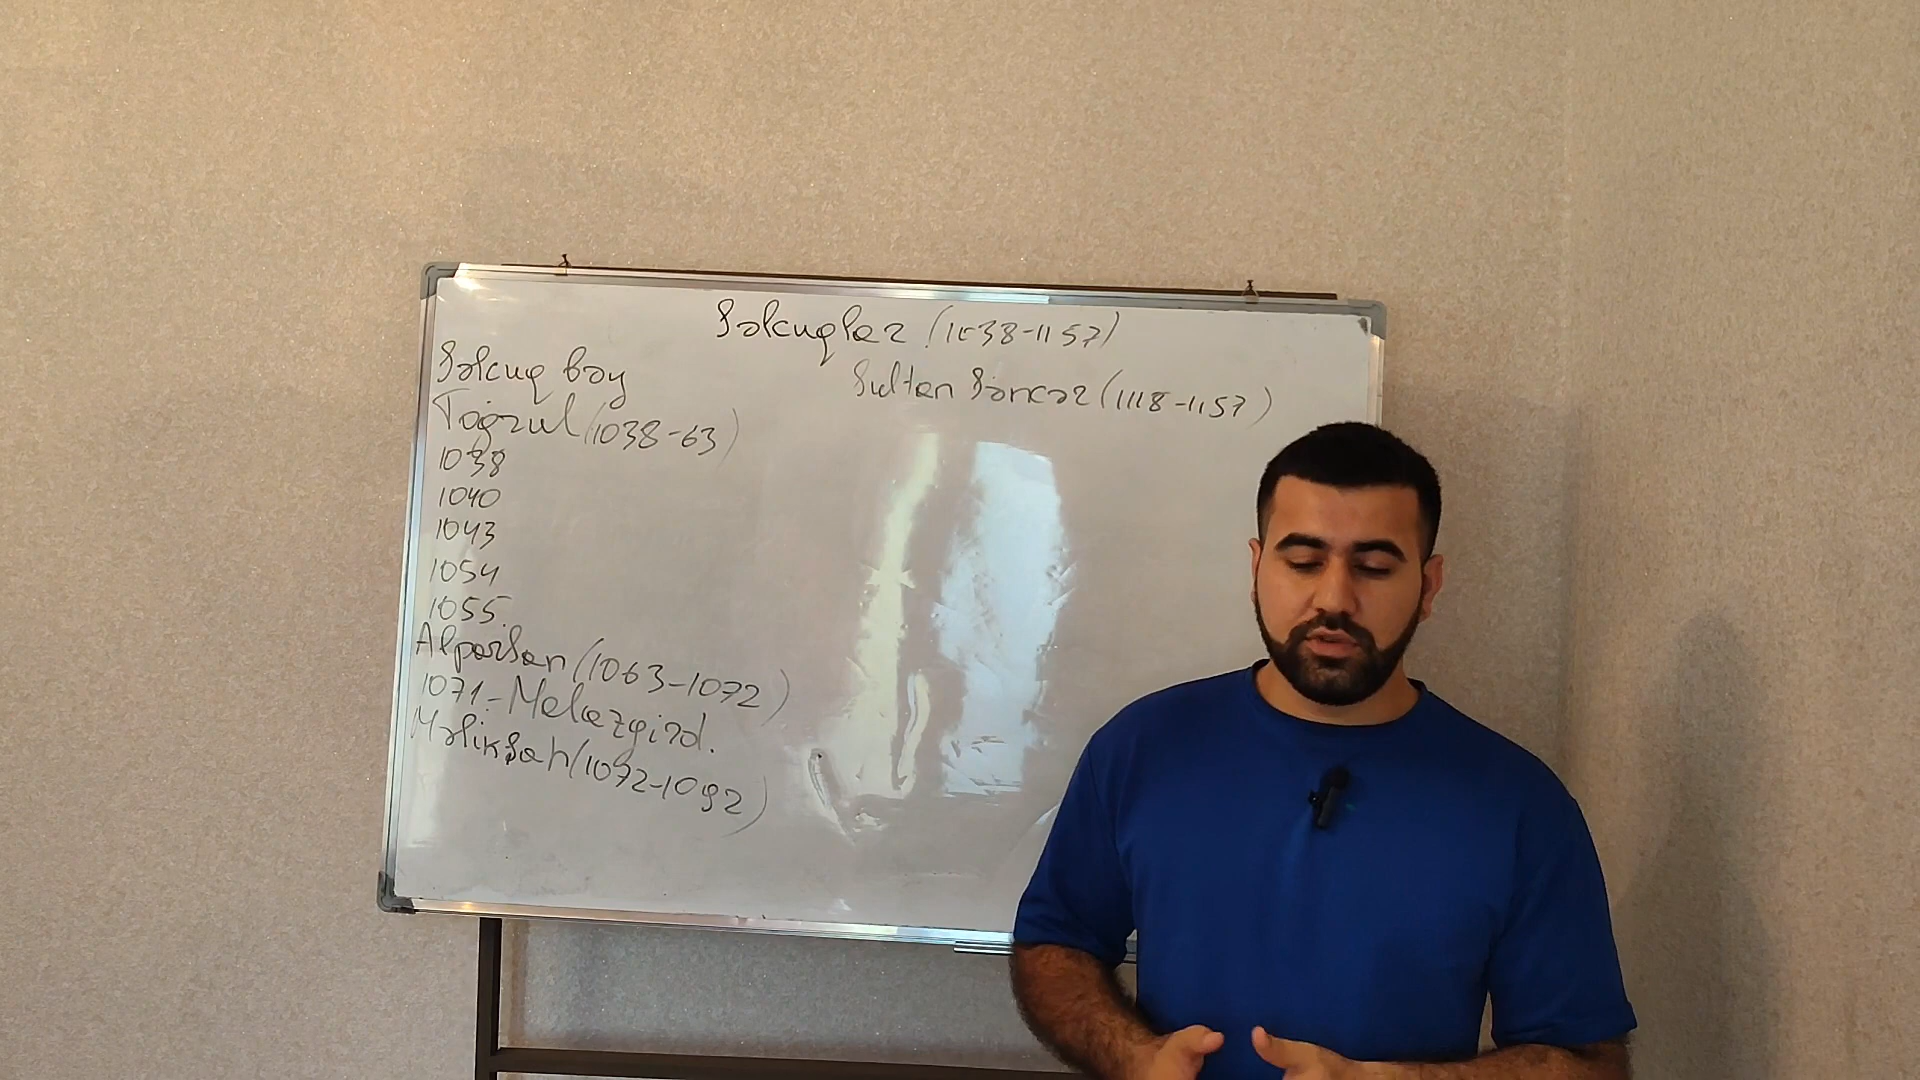 Səlcuqlar (1038-1157)
Səlcuq bəy
Toğrul (1038-63)
1038
1040
1043
1054
1055.
Alparslan (1063-1072)
1071.-Malazgird.
Məlikşah (1072-1092)
Sultan Səncər (1118-1157)